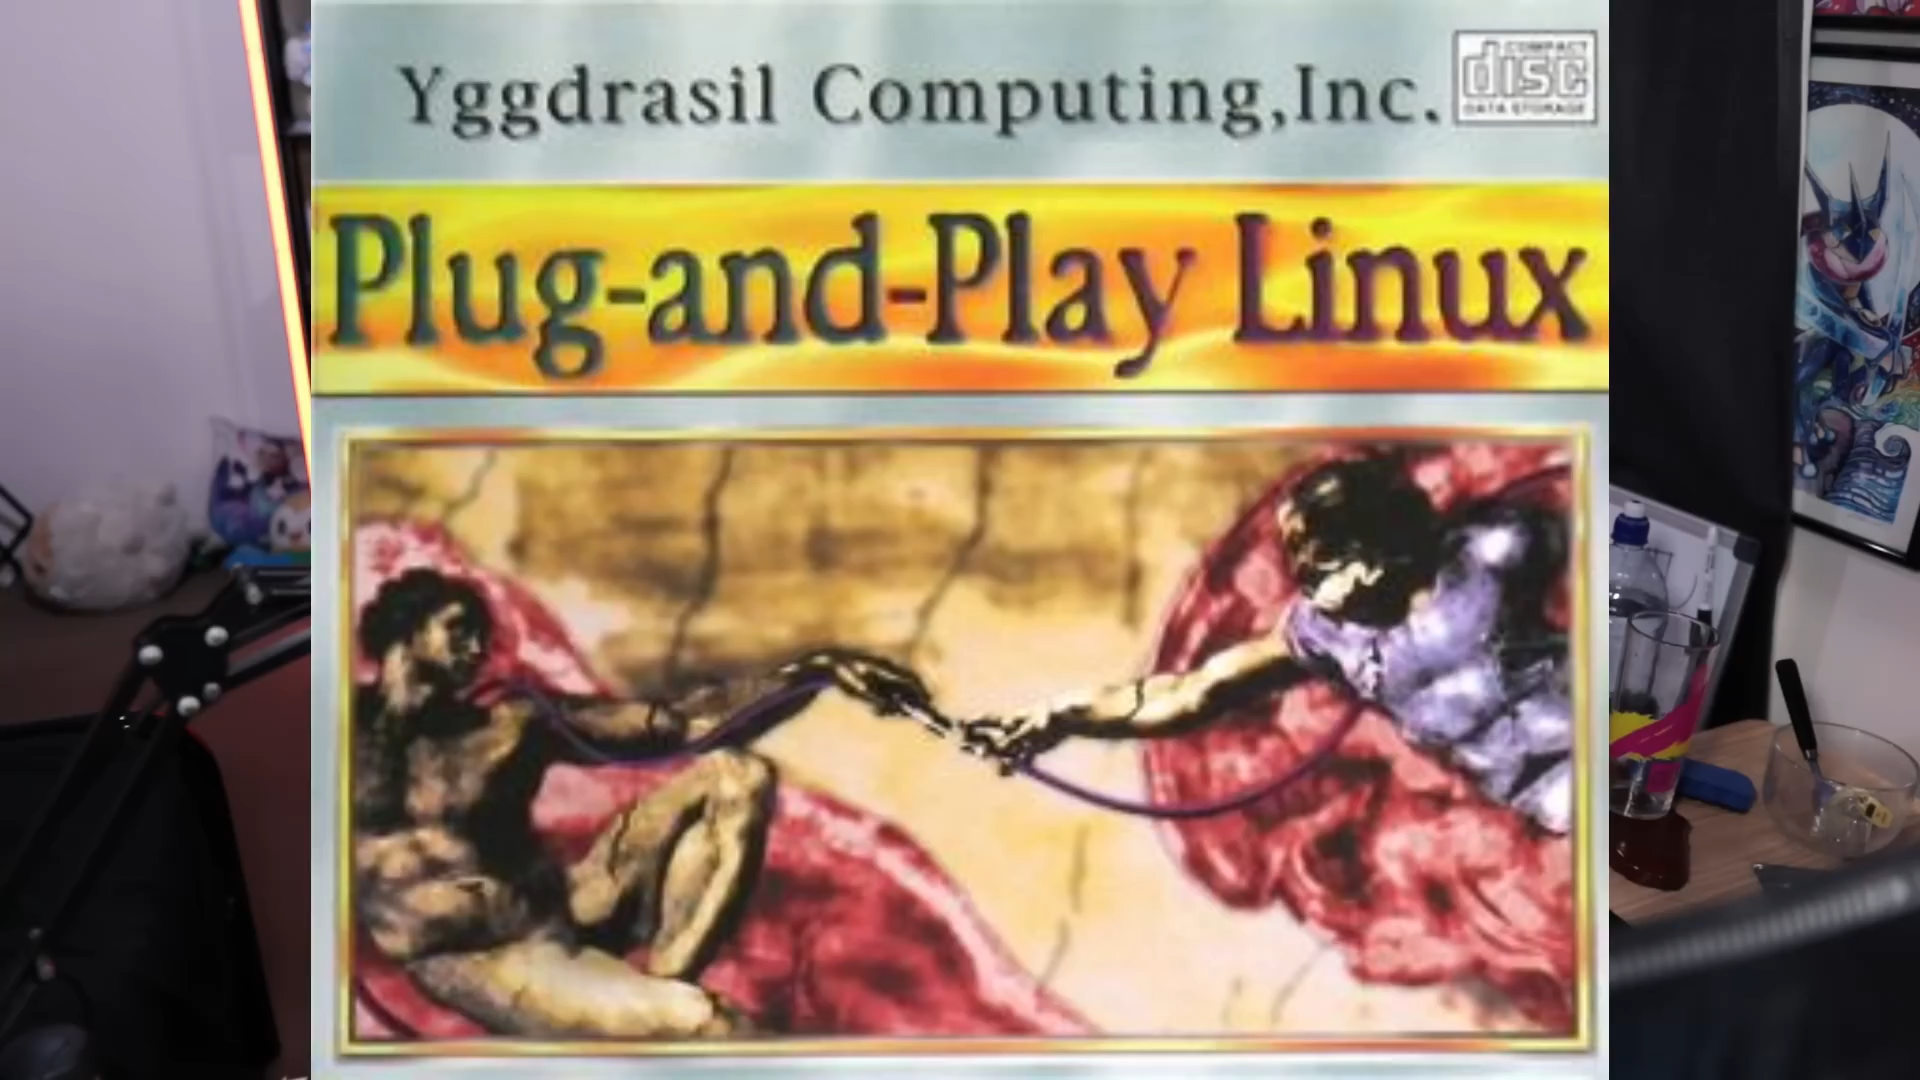 Yggdrasil Computing,Inc.
COMPACT
disc
DATA STORAGE
Plug-and-Play Linux